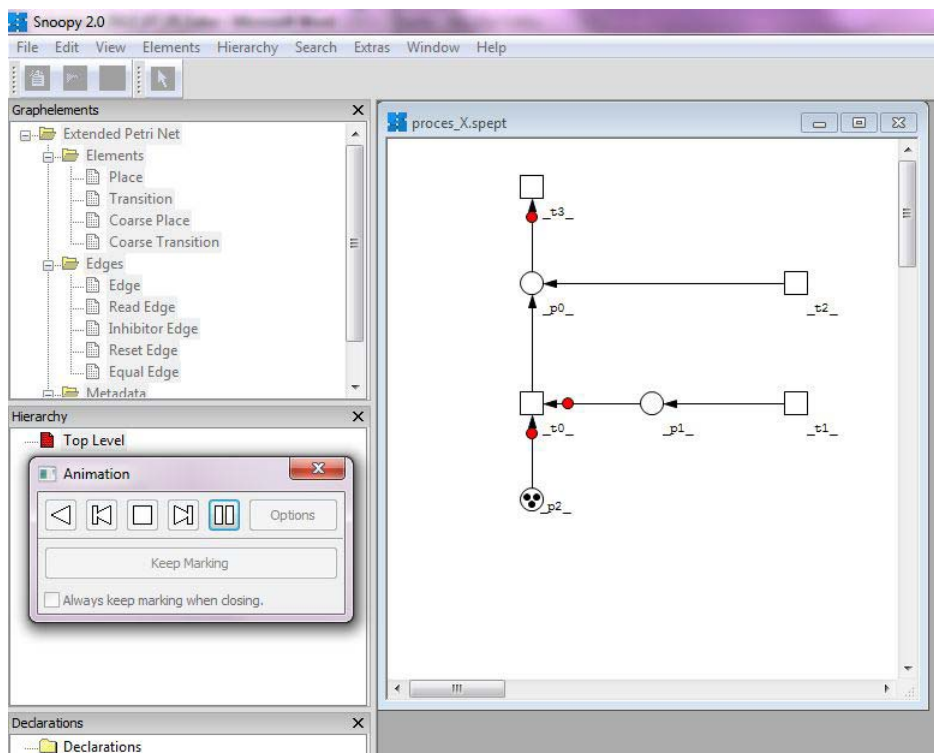 Snoopy 2.0
File Edit View Elements Hierarchy Search Extras Window Help
Graphelements
Extended Petri Net
Elements
Place
Transition
Coarse Place
Coarse Transition
Edges
Edge
Read Edge
Inhibitor Edge
Reset Edge
Equal Edge
Metadata
Hierarchy
Top Level
Animation
Options
Keep Marking
Always keep marking when closing.
Declarations
Declarations
proces_X.spept
_t3_
_p0_
_t2_
_t0_
_p1_
_t1_
_p2_